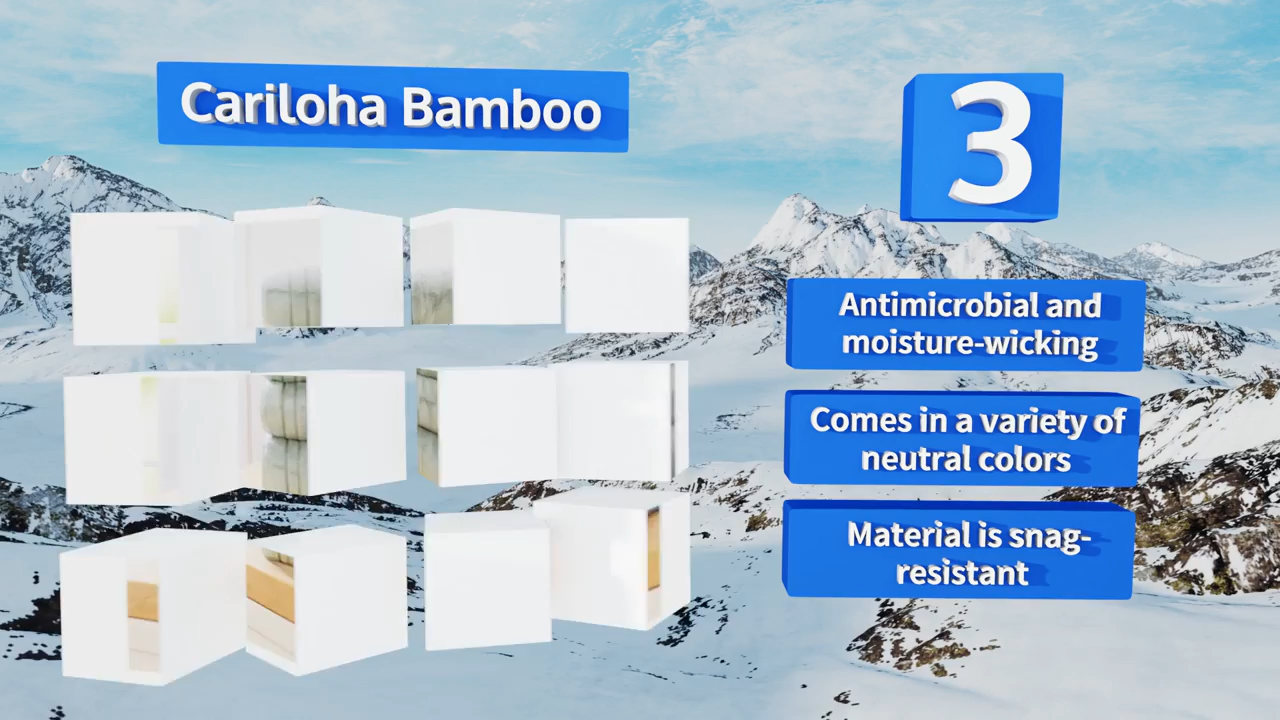 Cariloha Bamboo
3
Antimicrobial and
moisture-wicking
Comes in a variety of
neutral colors
Material is snag-
resistant